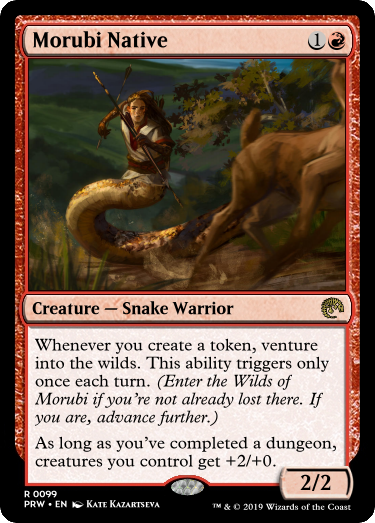 Morubi Native 1
Creature — Snake Warrior
Whenever you create a token, venture
into the wilds. This ability triggers only
once each turn. (Enter the Wilds of
Morubi if you're not already lost there. If
you are, advance further.)
As long as you've completed a dungeon,
creatures you control get +2/+0.
2/2
R 0099
PRW • EN KATE KAZARTSEVA
™ & © 2019 Wizards of the Coast